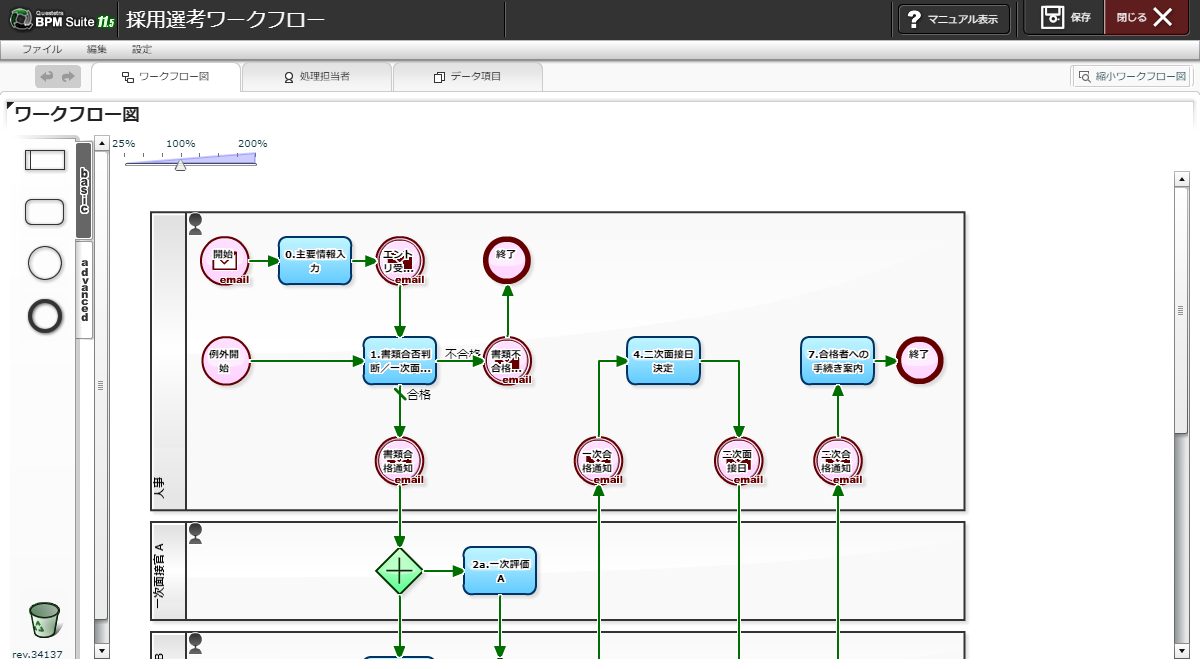 Questetra
BPM Suite 11.5
採用選考ワークフロー
? マニュアル表示
保存
閉じる
ファイル 編集 設定
ワークフロー図
処理担当者
データ項目
縮小ワークフロー図
ワークフロー図
25% 100% 200%
basic
advanced
開始
email
0.主要情報入
力
エント
リ受...
email
終了
例外開
始
1.書類合否判
断／一次面...
不合格
書類不
合格...
email
4.二次面接日
決定
7.合格者への
手続き案内
終了
合格
書類合
格通知
email
一次合
格通知
email
二次面
接日
email
二次合
格通知
email
人事
一次面接官 A
2a.一次評価
A
B
rev.34137